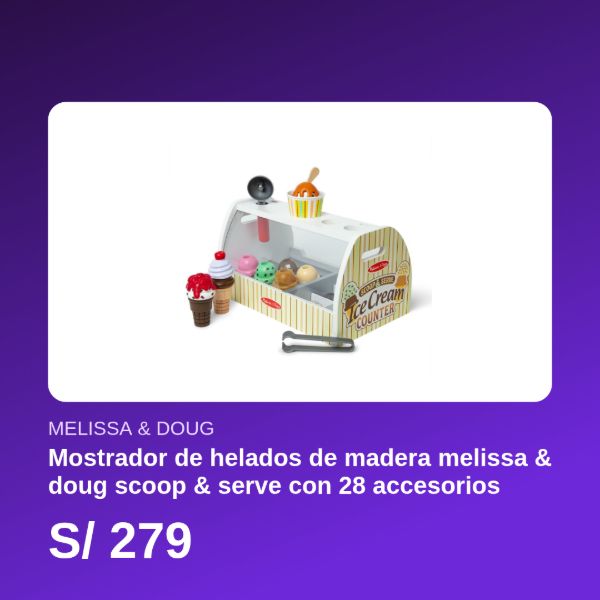 SCOOP & SERVE
Ice Cream
COUNTER
MELISSA & DOUG
Mostrador de helados de madera melissa &
doug scoop & serve con 28 accesorios
S/ 279